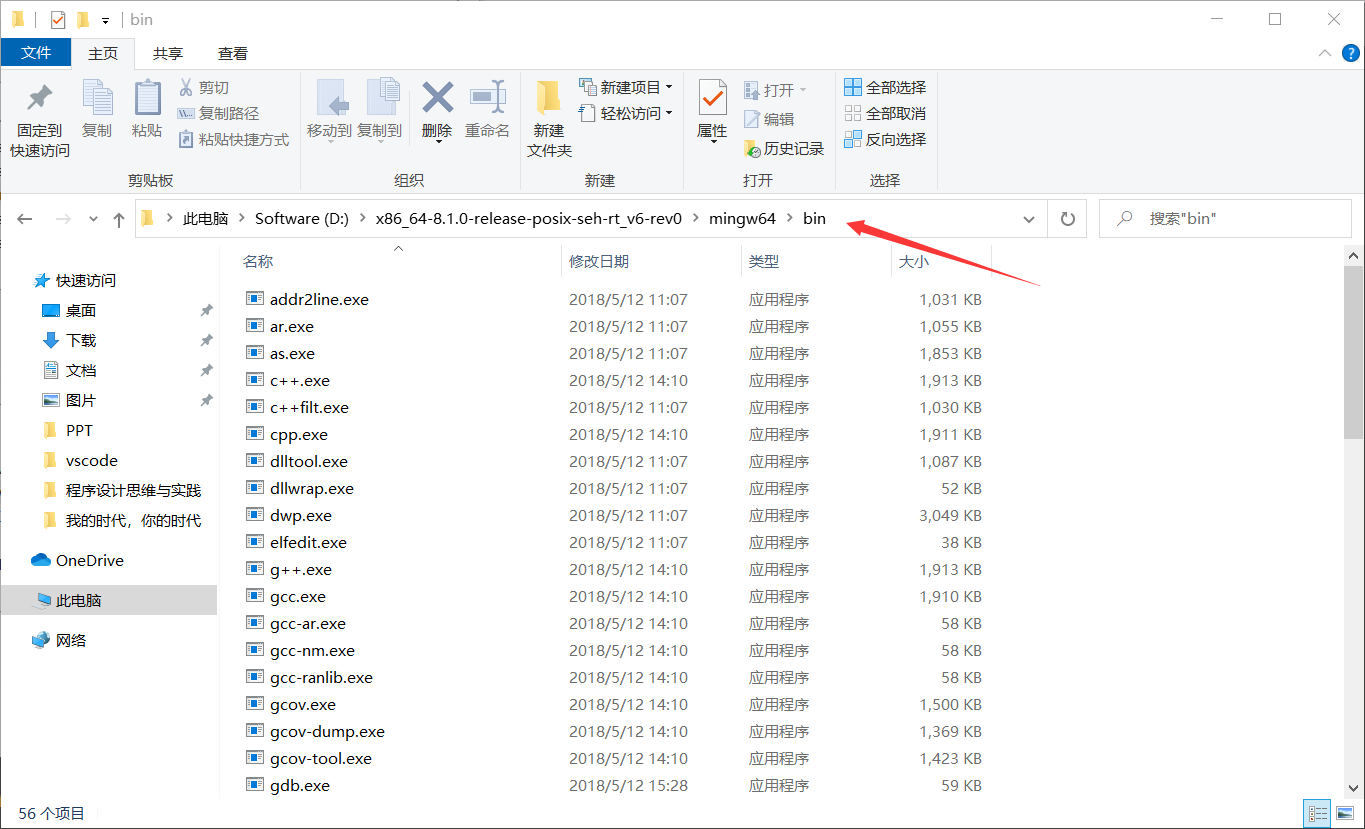 bin
文件 主页 共享 查看
固定到快速访问
复制
粘贴
剪切
复制路径
粘贴快捷方式
剪贴板
移动到
复制到
删除
重命名
组织
新建文件夹
新建项目
轻松访问
新建
属性
打开
编辑
历史记录
打开
全部选择
全部取消
反向选择
选择
此电脑 Software (D:) x86_64-8.1.0-release-posix-seh-rt_v6-rev0 mingw64 bin
搜索"bin"
快速访问
桌面
下载
文档
图片
PPT
vscode
程序设计思维与实践
我的时代，你的时代
OneDrive
此电脑
网络
名称 修改日期 类型 大小
addr2line.exe 2018/5/12 11:07 应用程序 1,031 KB
ar.exe 2018/5/12 11:07 应用程序 1,055 KB
as.exe 2018/5/12 11:07 应用程序 1,853 KB
c++.exe 2018/5/12 14:10 应用程序 1,913 KB
c++filt.exe 2018/5/12 11:07 应用程序 1,030 KB
cpp.exe 2018/5/12 14:10 应用程序 1,911 KB
dlltool.exe 2018/5/12 11:07 应用程序 1,087 KB
dllwrap.exe 2018/5/12 11:07 应用程序 52 KB
dwp.exe 2018/5/12 11:07 应用程序 3,049 KB
elfedit.exe 2018/5/12 11:07 应用程序 38 KB
g++.exe 2018/5/12 14:10 应用程序 1,913 KB
gcc.exe 2018/5/12 14:10 应用程序 1,910 KB
gcc-ar.exe 2018/5/12 14:10 应用程序 58 KB
gcc-nm.exe 2018/5/12 14:10 应用程序 58 KB
gcc-ranlib.exe 2018/5/12 14:10 应用程序 58 KB
gcov.exe 2018/5/12 14:10 应用程序 1,500 KB
gcov-dump.exe 2018/5/12 14:10 应用程序 1,369 KB
gcov-tool.exe 2018/5/12 14:10 应用程序 1,423 KB
gdb.exe 2018/5/12 15:28 应用程序 59 KB
56 个项目